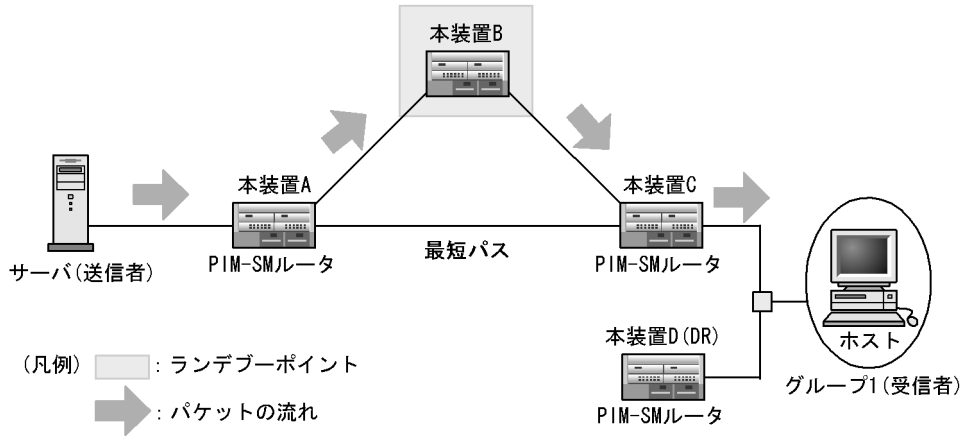 本装置B
本装置A
本装置C
最短パス
サーバ(送信者)
PIM-SMルータ
PIM-SMルータ
ホスト
本装置D(DR)
(凡例)
:ランデブーポイント
グループ1(受信者)
:パケットの流れ
PIM-SMルータ